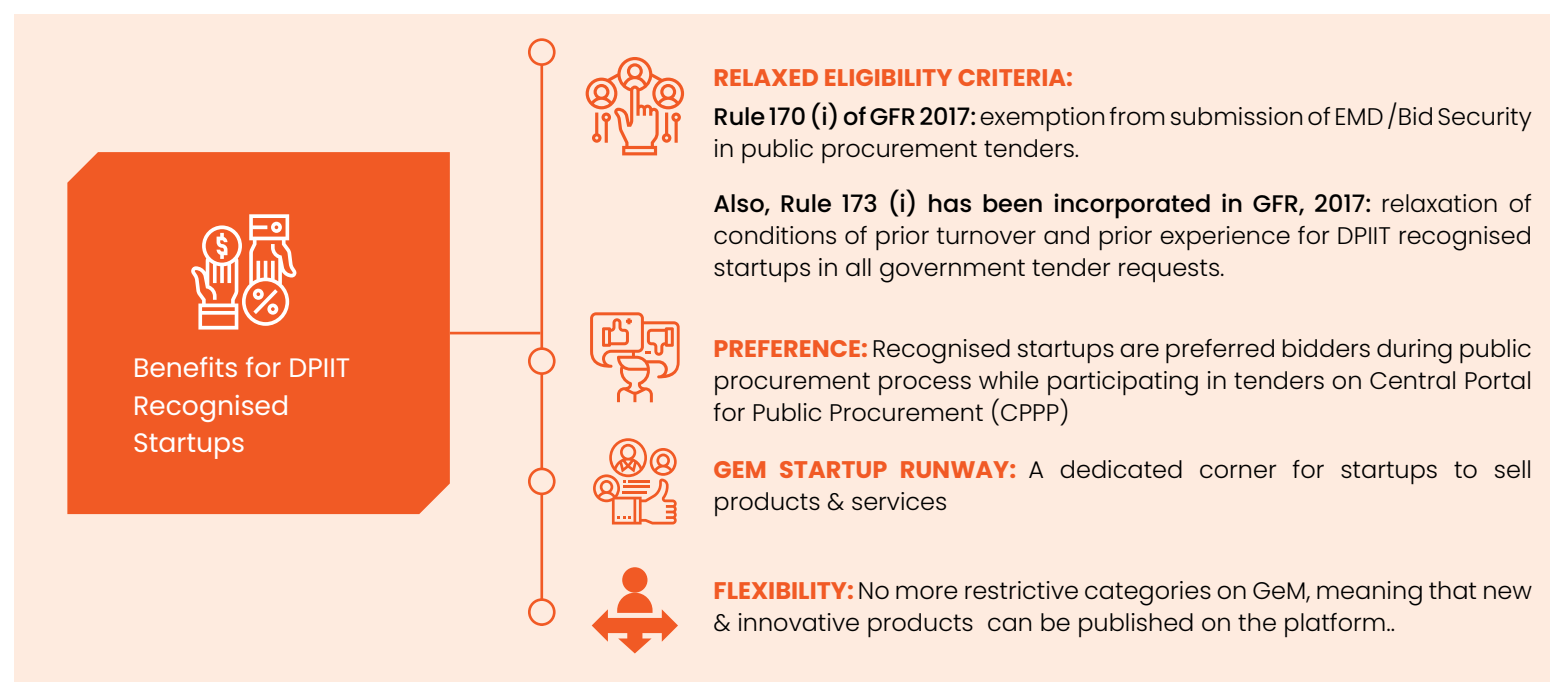 Benefits for DPIIT
Recognised
Startups
RELAXED ELIGIBILITY CRITERIA:
Rule 170 (i) of GFR 2017: exemption from submission of EMD /Bid Security
in public procurement tenders.
Also, Rule 173 (i) has been incorporated in GFR, 2017: relaxation of
conditions of prior turnover and prior experience for DPIIT recognised
startups in all government tender requests.
PREFERENCE: Recognised startups are preferred bidders during public
procurement process while participating in tenders on Central Portal
for Public Procurement (CPPP)
GEM STARTUP RUNWAY: A dedicated corner for startups to sell
products & services
FLEXIBILITY: No more restrictive categories on GeM, meaning that new
& innovative products can be published on the platform..